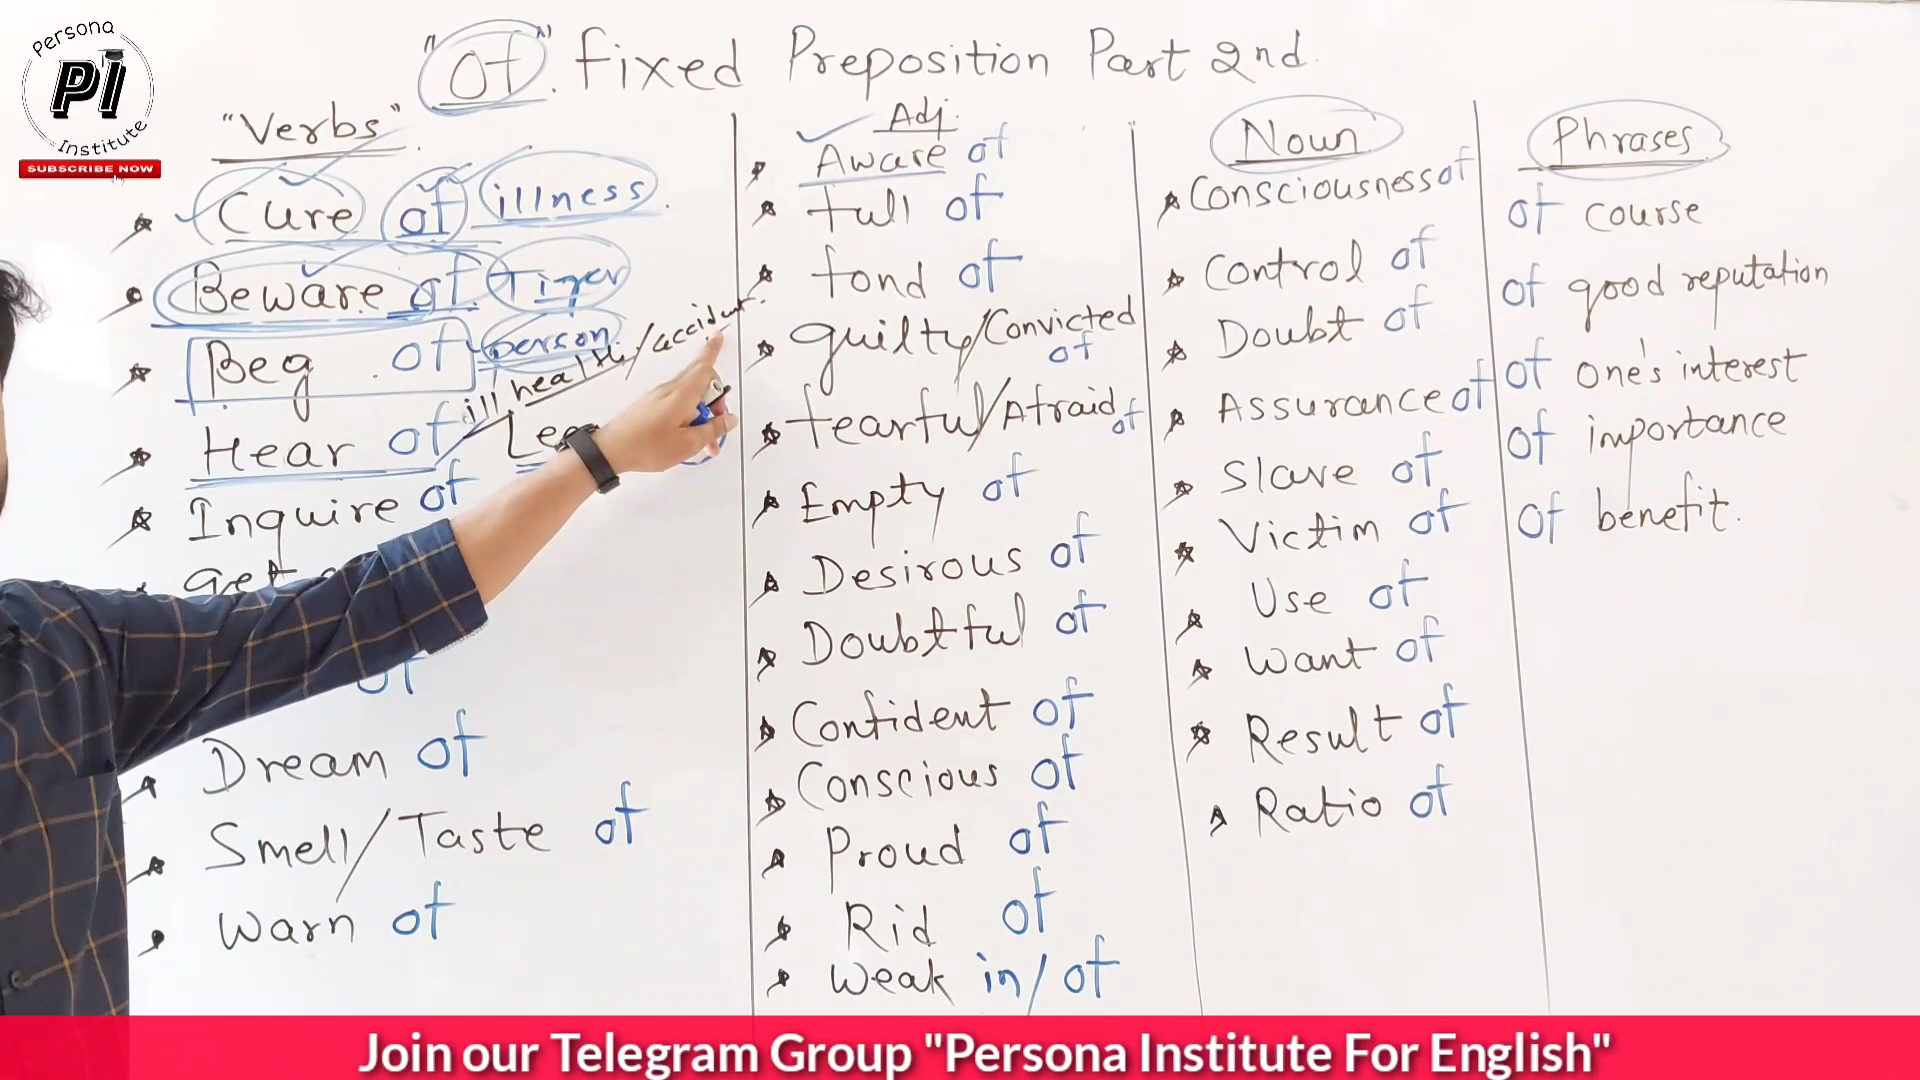 Persona
PI
Institute
SUBSCRIBE NOW
"Of" Fixed Preposition Part 2nd.
"Verbs"
Cure of illness
Beware of Tiger
Beg of person
ill health/accident.
Hear of
Inquire of
Get
of
Dream of
Smell/Taste of
Warn of
Adj.
Aware of
full of
fond of
guilty/Convicted
of
fearful/Afraid of
Empty of
Desirous of
Doubtful of
Confident of
Conscious of
Proud of
Rid of
Weak in/of
Noun
Consciousness of
Control of
Doubt of
Assurance of
Slave of
Victim of
Use of
Want of
Result of
Ratio of
Phrases
of course
of good reputation
of one's interest
of importance
Of benefit.
Join our Telegram Group "Persona Institute For English"